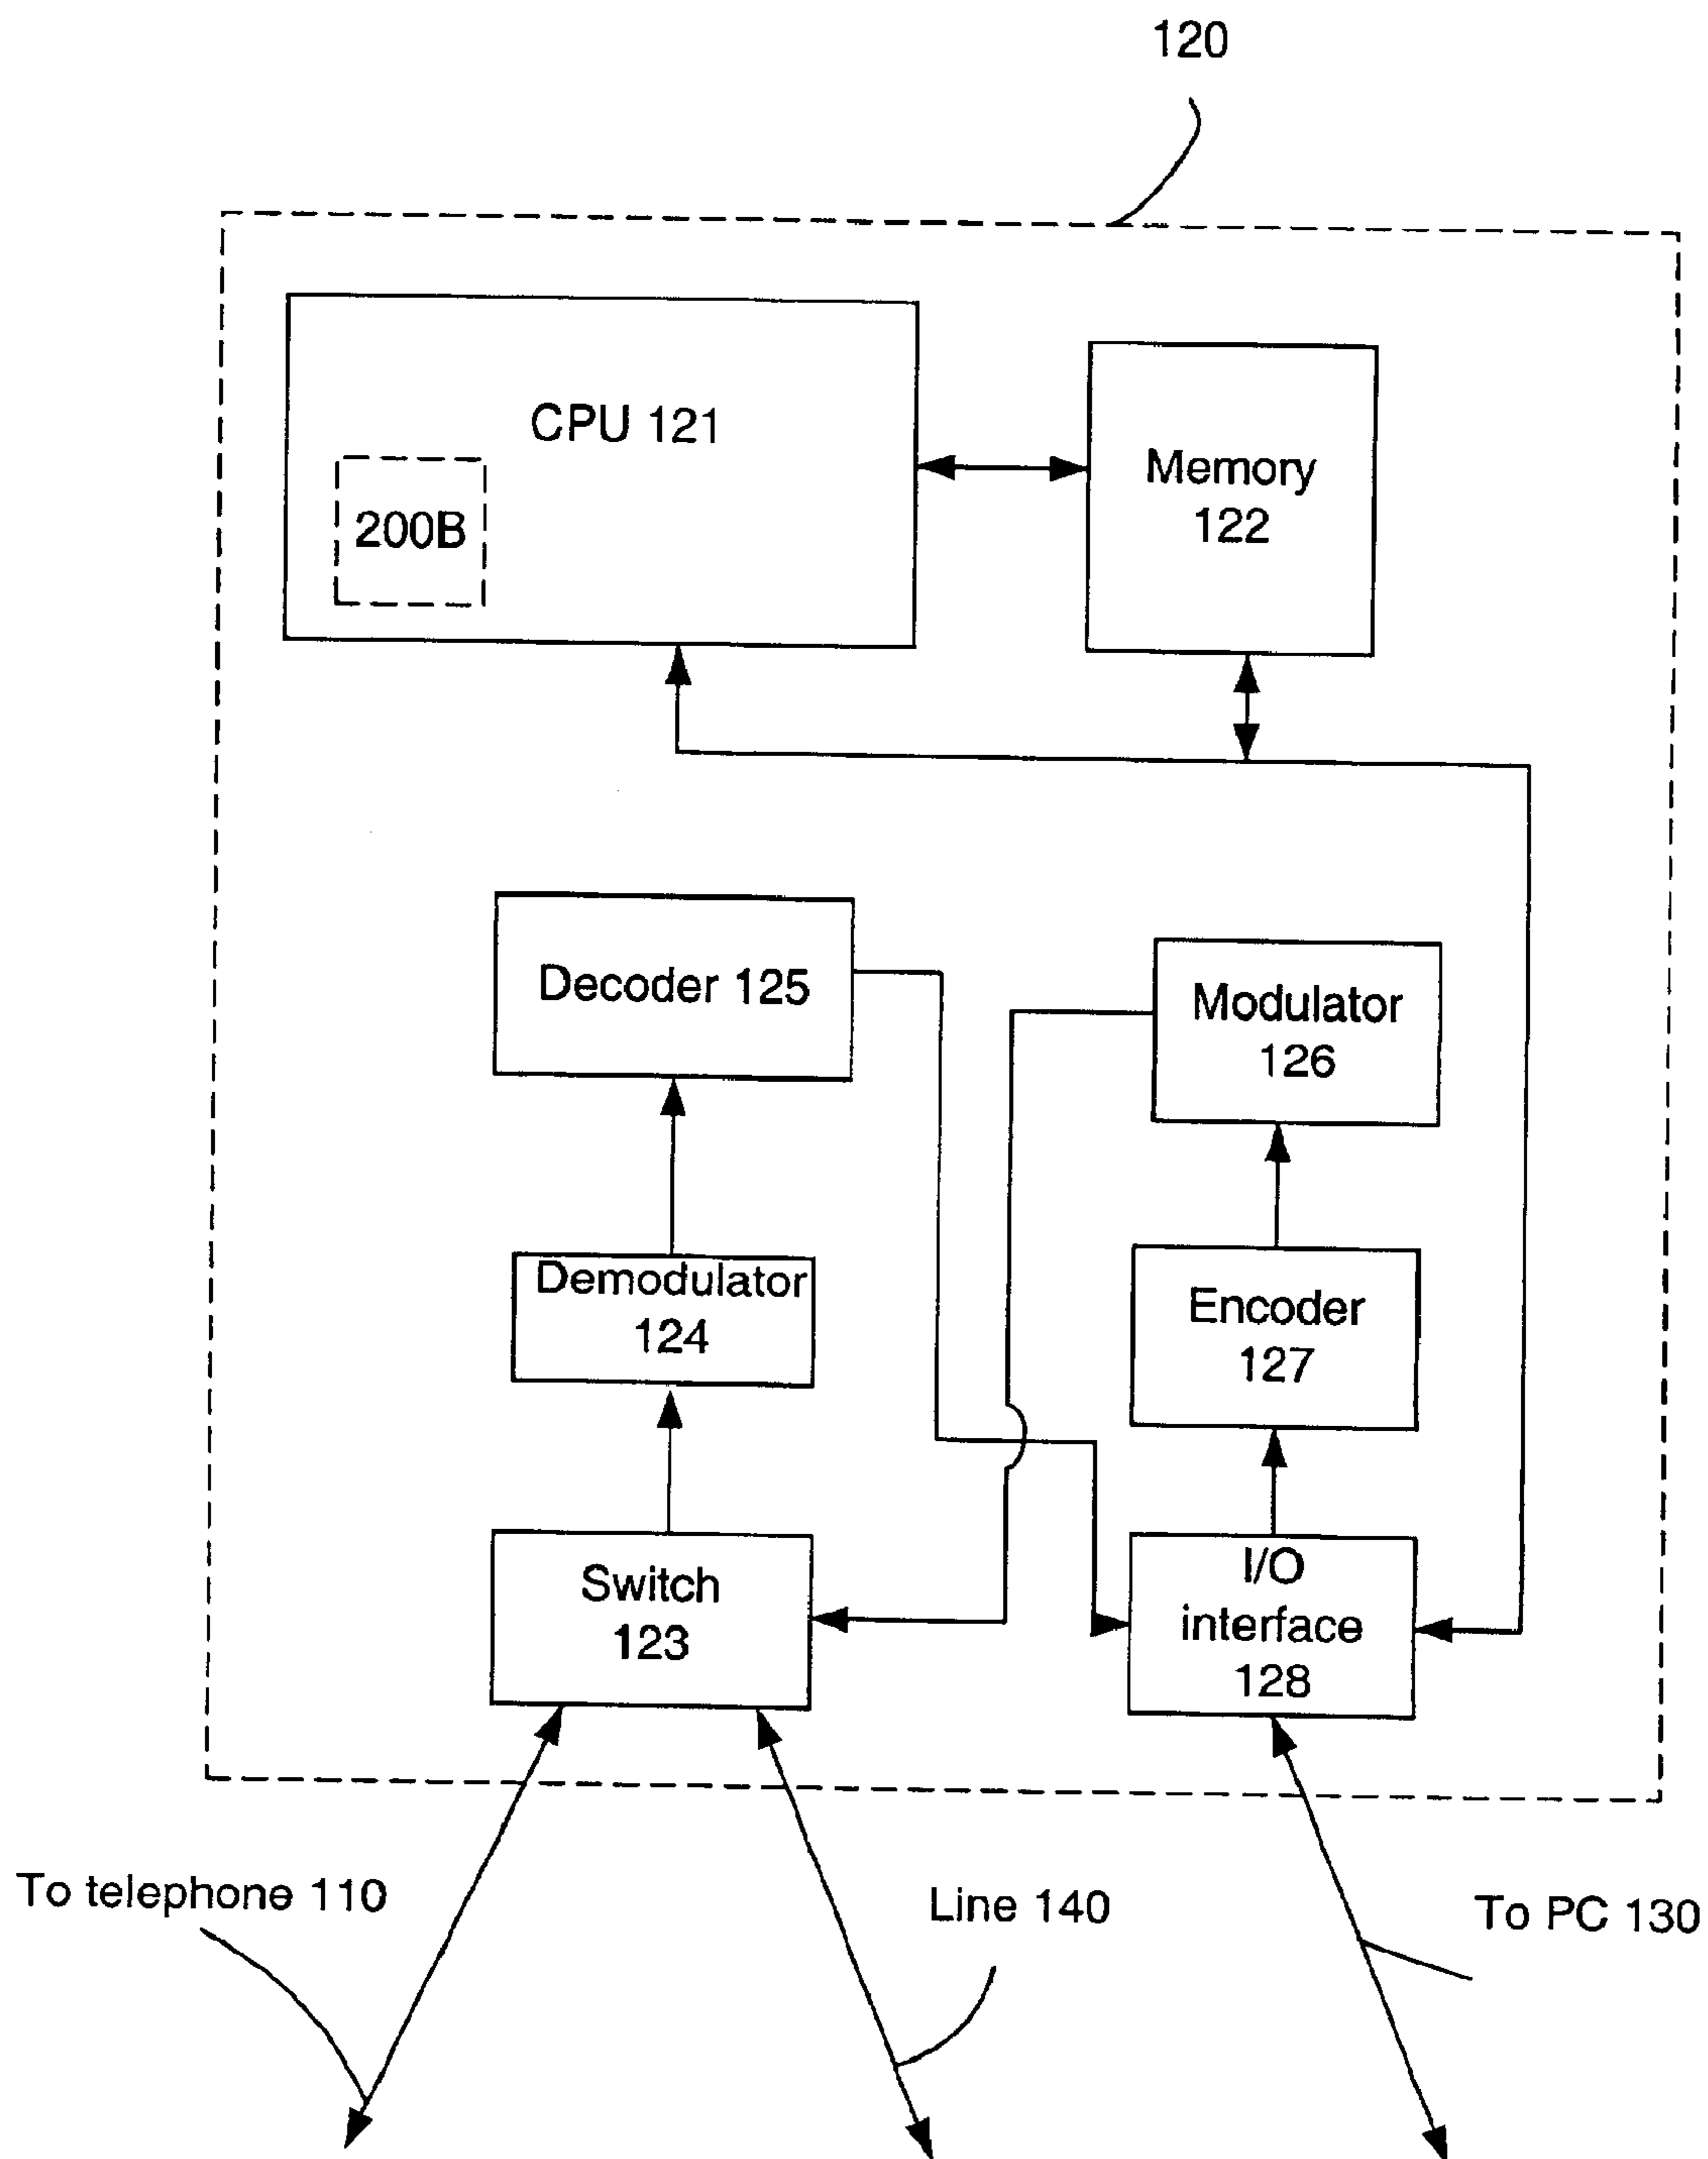 120
CPU 121
200B
Memory
122
Decoder 125
Modulator
126
Demodulator
124
Encoder
127
Switch
123
I/O
interface
128
To telephone 110
Line 140
To PC 130